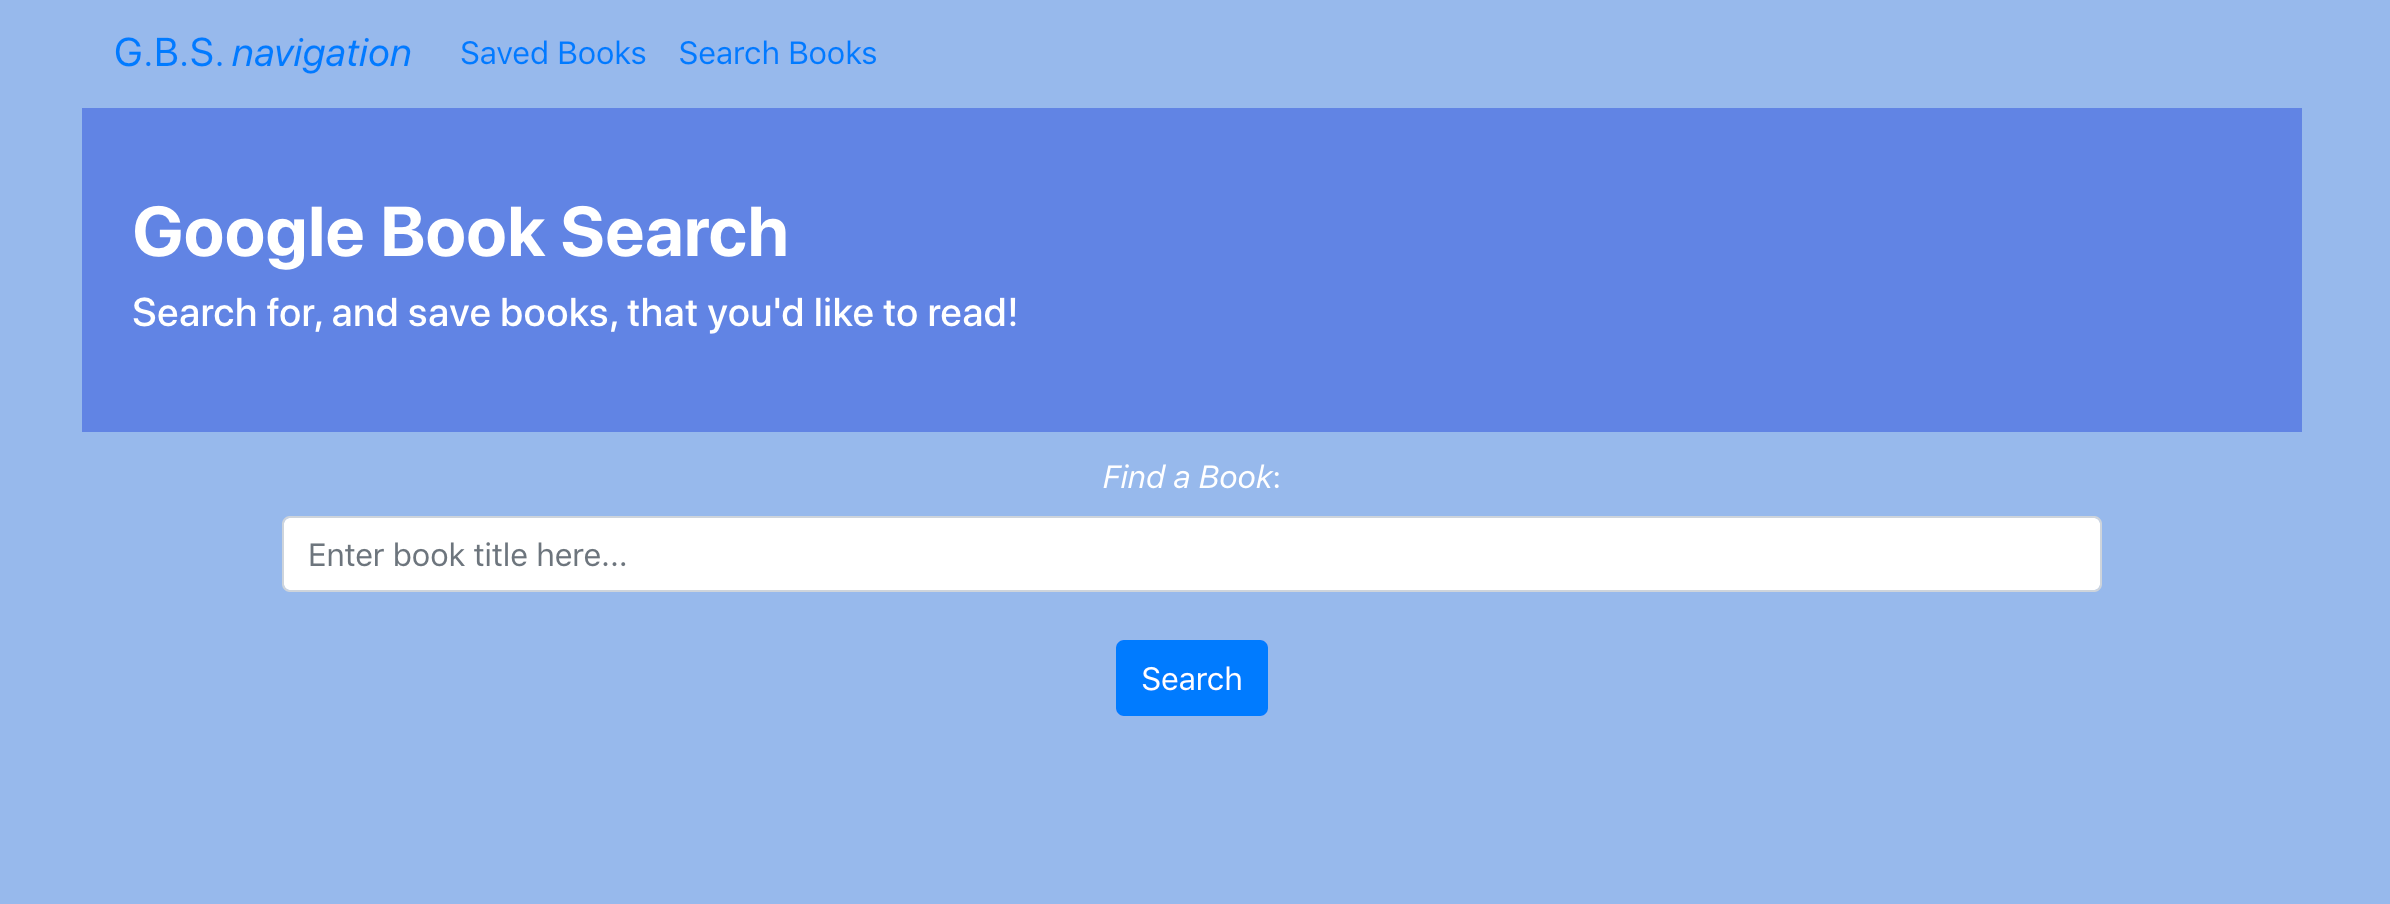 G.B.S. navigation Saved Books Search Books
Google Book Search
Search for, and save books, that you'd like to read!
Find a Book:
Enter book title here...
Search